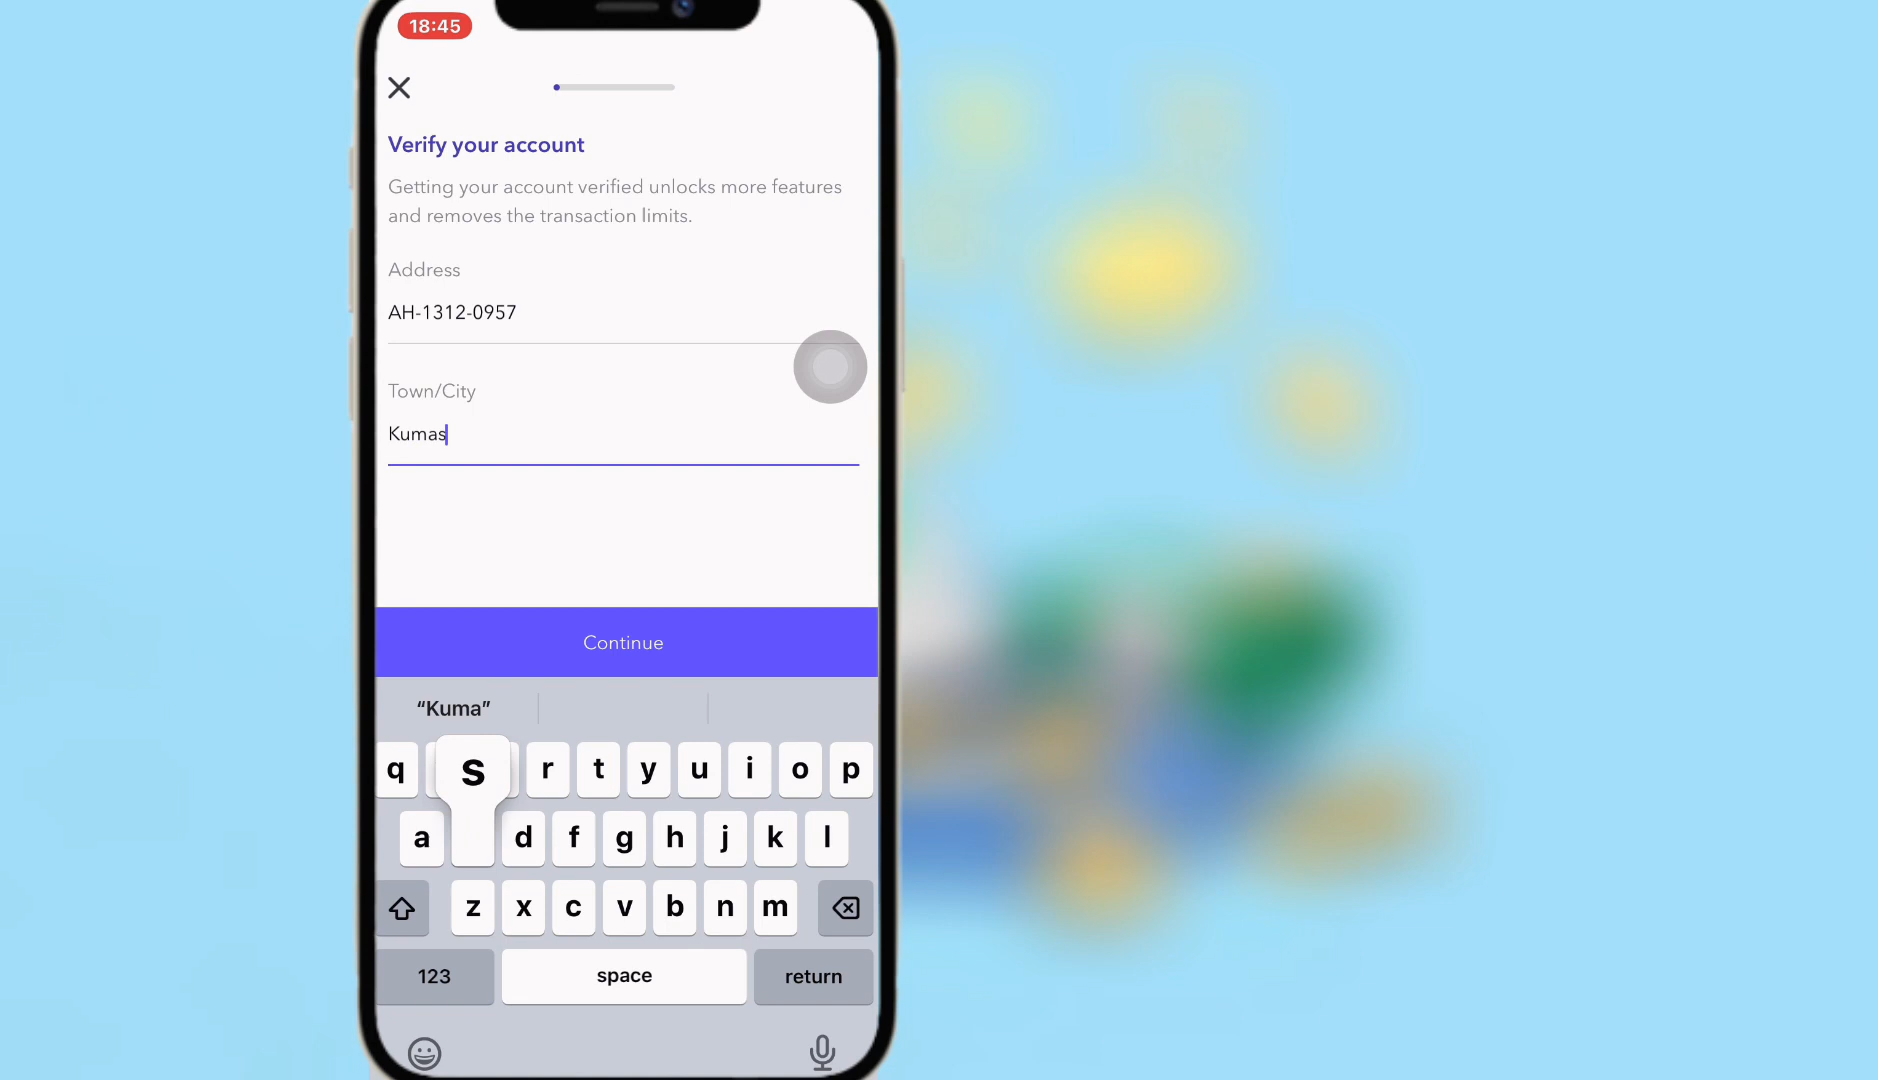 18:45
Verify your account
Getting your account verified unlocks more features
and removes the transaction limits.
Address
AH-1312-0957
Town/City
Kumas
Continue
“Kuma”
q s r t y u i o p
a d f g h j k l
z x c v b n m
123 space return